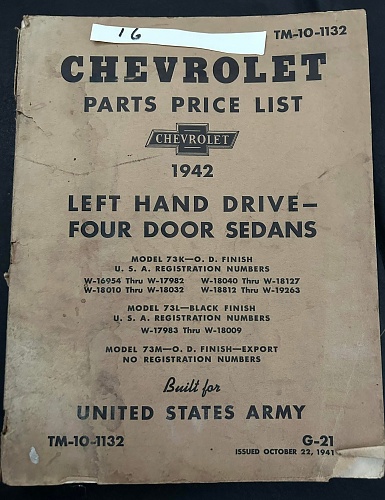 16
TM-10-1132
CHEVROLET
PARTS PRICE LIST
CHEVROLET
1942
LEFT HAND DRIVE—
FOUR DOOR SEDANS
MODEL 73K—O. D. FINISH
U. S. A. REGISTRATION NUMBERS
W-16954 Thru W-17982 W-18040 Thru W-18127
W-18010 Thru W-18032 W-18812 Thru W-19263
MODEL 73L—BLACK FINISH
U. S. A. REGISTRATION NUMBERS
W-17983 Thru W-18009
MODEL 73M—O. D. FINISH—EXPORT
NO REGISTRATION NUMBERS
Built for
UNITED STATES ARMY
TM-10-1132 G-21
ISSUED OCTOBER 22, 1941